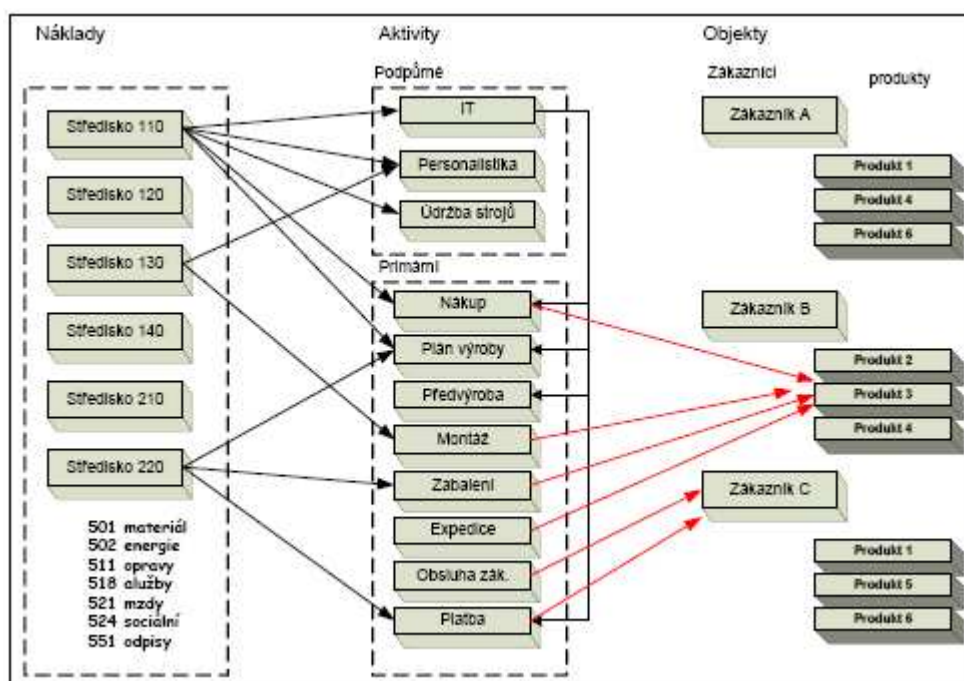 Náklady
Aktivity
Objekty
Podpůrné
Zákazníci
produkty
Středisko 110
Středisko 120
Středisko 130
Středisko 140
Středisko 210
Středisko 220
501 materiál
502 energie
511 opravy
518 alužby
521 mzdy
524 sociální
551 odpisy
IT
Personalistika
Údržba strojů
Primární
Nákup
Plán výroby
Předvýroba
Montáž
Zabalení
Expedice
Obsluha zák.
Platba
Zákazník A
Produkt 1
Produkt 4
Produkt 6
Zákazník B
Produkt 2
Produkt 3
Produkt 4
Zákazník C
Produkt 1
Produkt 5
Produkt 6